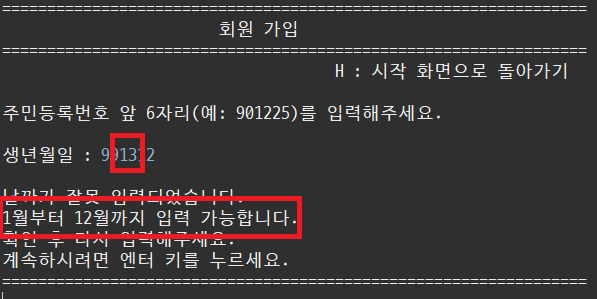 회원 가입
H : 시작 화면으로 돌아가기
주민등록번호 앞 6자리(예: 901225)를 입력해주세요.
생년월일 : 991312
날짜가 잘못 입력되었습니다.
1월부터 12월까지 입력 가능합니다.
확인 후 다시 입력해주세요.
계속하시려면 엔터 키를 누르세요.